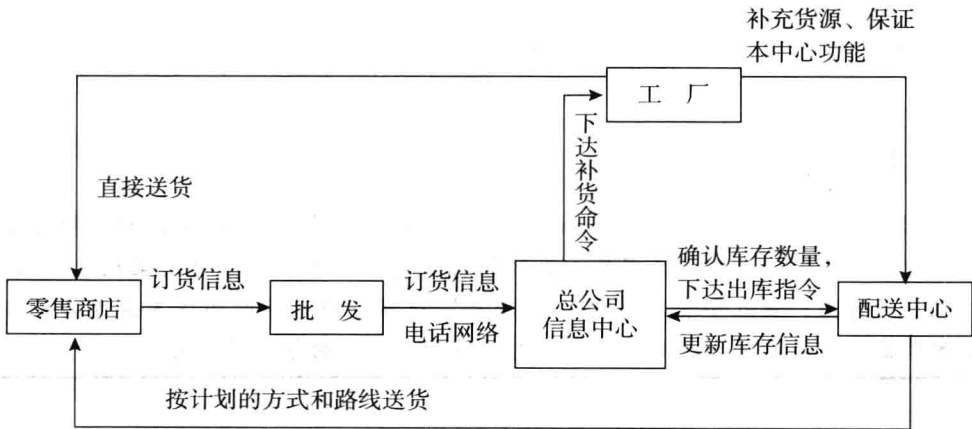 补充货源、保证
本中心功能
工 厂
下达补货命令
直接送货
订货信息
订货信息
确认库存数量，
下达出库指令
零售商店
批 发
电话网络
总公司
信息中心
配送中心
更新库存信息
按计划的方式和路线送货